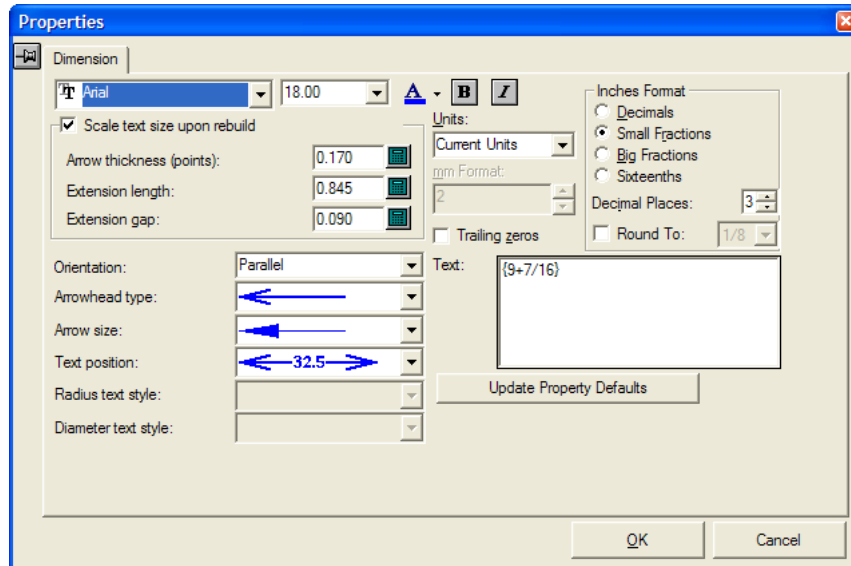 Properties
Dimension
Arial
18.00
A
B
I
Scale text size upon rebuild
Arrow thickness (points):
0.170
Extension length:
0.845
Extension gap:
0.090
Units:
Current Units
mm Format:
2
Trailing zeros
Inches Format
Decimals
Small Fractions
Big Fractions
Sixteenths
Decimal Places:
3
Round To:
1/8
Orientation:
Parallel
Arrowhead type:
Arrow size:
Text position:
32.5
Radius text style:
Diameter text style:
Text:
{9+7/16}
Update Property Defaults
OK
Cancel